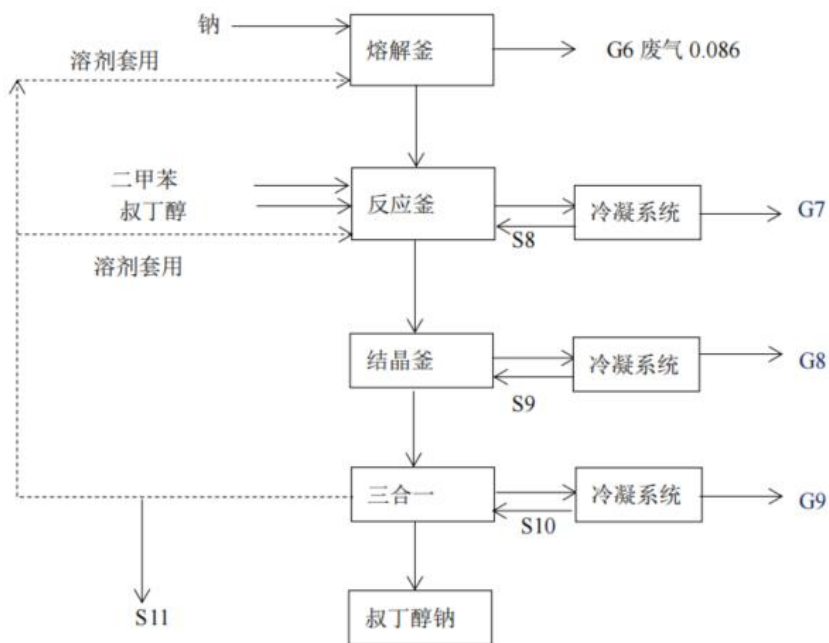 钠
熔解釜
G6 废气 0.086
溶剂套用
二甲苯
叔丁醇
反应釜
冷凝系统
G7
S8
溶剂套用
结晶釜
冷凝系统
G8
S9
三合一
冷凝系统
G9
S10
S11
叔丁醇钠